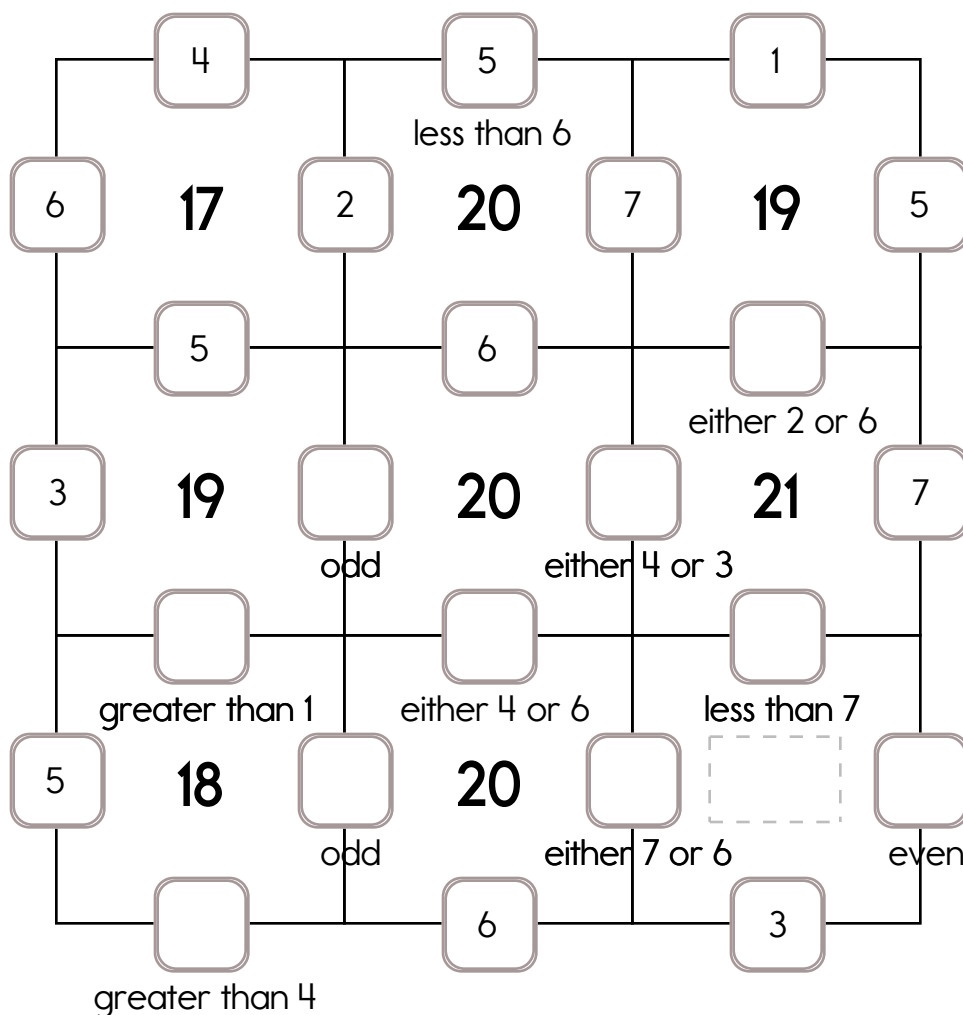 4 5 1
less than 6
6 17 2 20 7 19 5
5 6
either 2 or 6
3 19 20 21 7
odd either 4 or 3
greater than 1 either 4 or 6 less than 7
5 18 20
odd either 7 or 6 even
6 3
greater than 4